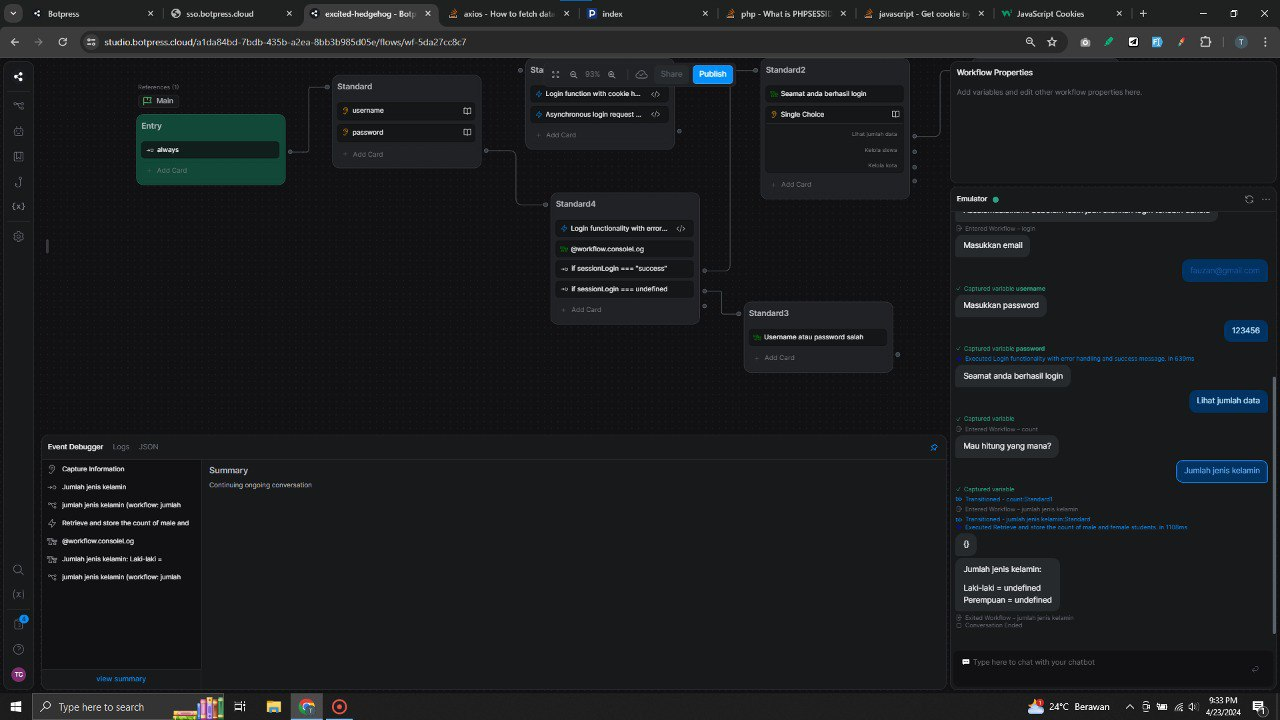 Botpress
sso.botpress.cloud
excited-hedgehog - Botp
axios - How to fetch data
index
php - What is PHPSESSID
javascript - Get cookie b
JavaScript Cookies
studio.botpress.cloud/a1da84bd-7bdb-435b-a2ea-8bb3b985d05e/flows/wf-5da27cc8c7
References (1)
Main
Entry
always
Add Card
Standard
username
password
Add Card
Sta
93%
Share
Publish
Login function with cookie h...
Asynchronous login request ...
Add Card
Standard2
Seamat anda berhasil login
Single Choice
Lihat jumlah data
Kelola siswa
Kelola kota
Add Card
Standard4
Login functionality with error...
@workflow.consoleLog
if sessionLogin === "success"
if sessionLogin === undefined
Add Card
Standard3
Username atau password salah
Add Card
Workflow Properties
Add variables and edit other workflow properties here.
Emulator
Entered Workflow – login
Masukkan email
fauzan@gmail.com
Captured variable username
Masukkan password
123456
Captured variable password
Executed Login functionality with error handling and success message, in 639ms
Seamat anda berhasil login
Lihat jumlah data
Captured variable
Entered Workflow – count
Mau hitung yang mana?
Jumlah jenis kelamin
Captured variable
Transitioned - count:Standard1
Entered Workflow – jumlah jenis kelamin
Transitioned - jumlah jenis kelamin:Standard
Executed Retrieve and store the count of male and female students, in 1108ms
{}
Jumlah jenis kelamin:
Laki-laki = undefined
Perempuan = undefined
Exited Workflow – jumlah jenis kelamin
Conversation Ended
Type here to chat with your chatbot
Event Debugger
Logs
JSON
Capture Information
Jumlah jenis kelamin
jumlah jenis kelamin (workflow: jumlah
Retrieve and store the count of male and
@workflow.consoleLog
Jumlah jenis kelamin: Laki-laki =
jumlah jenis kelamin (workflow: jumlah
view summary
Summary
Continuing ongoing conversation
TC
Type here to search
24°C Berawan
9:33 PM
4/23/2024